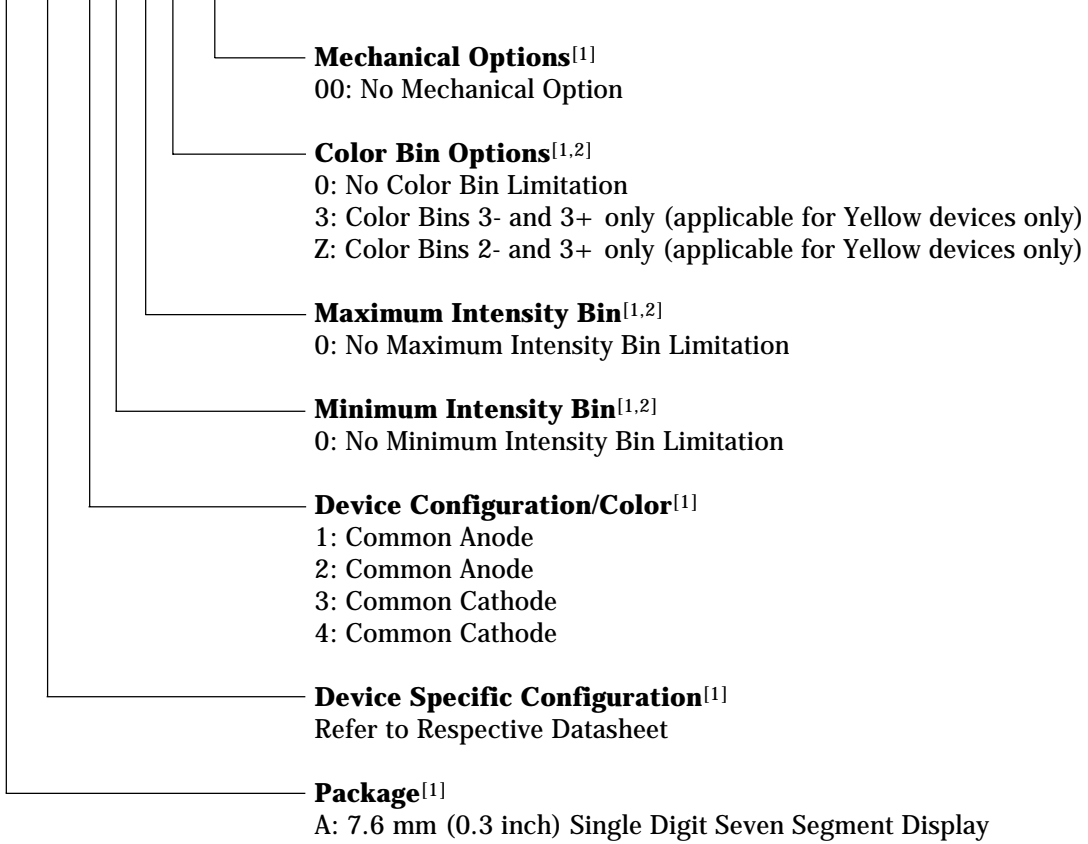 Mechanical Options[1]
00: No Mechanical Option
Color Bin Options[1,2]
0: No Color Bin Limitation
3: Color Bins 3- and 3+ only (applicable for Yellow devices only)
Z: Color Bins 2- and 3+ only (applicable for Yellow devices only)
Maximum Intensity Bin[1,2]
0: No Maximum Intensity Bin Limitation
Minimum Intensity Bin[1,2]
0: No Minimum Intensity Bin Limitation
Device Configuration/Color[1]
1: Common Anode
2: Common Anode
3: Common Cathode
4: Common Cathode
Device Specific Configuration[1]
Refer to Respective Datasheet
Package[1]
A: 7.6 mm (0.3 inch) Single Digit Seven Segment Display